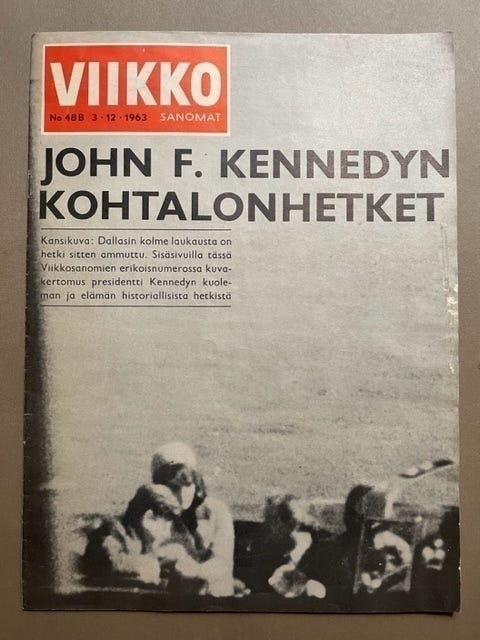 VIIKKO
No 48B 3·12·1963 SANOMAT
JOHN F. KENNEDYN
KOHTALONHETKET
Kansikuva: Dallasin kolme laukausta on
hetki sitten ammuttu. Sisäsivuilla tässä
Viikkosanomien erikoisnumerossa kuva-
kertomus presidentti Kennedyn kuole-
man ja elämän historiallisista hetkistä